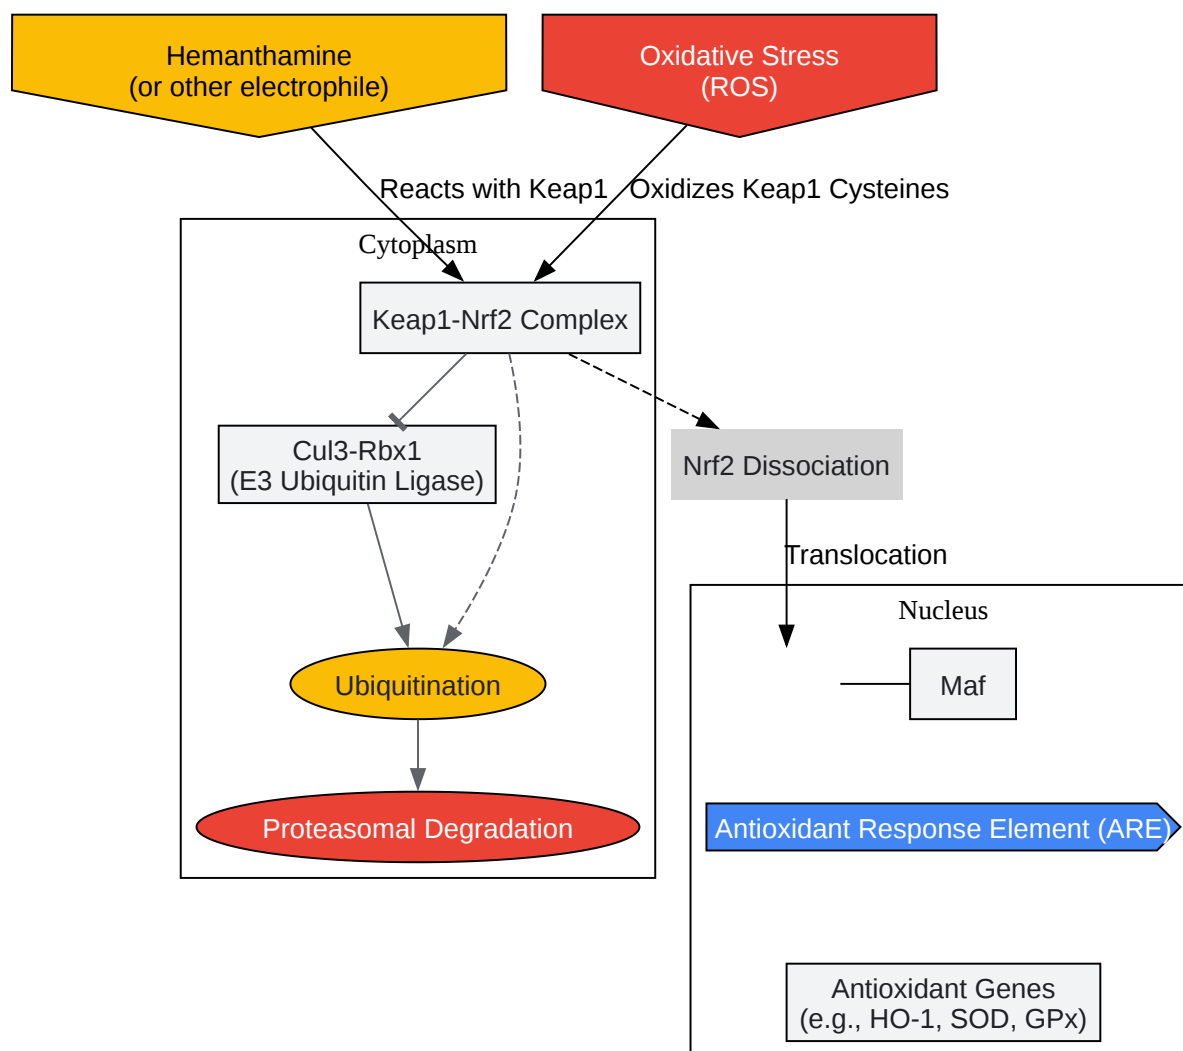 Hemanthamine
(or other electrophile)
Oxidative Stress
(ROS)
Reacts with Keap1
Oxidizes Keap1 Cysteines
Cytoplasm
Keap1-Nrf2 Complex
Cul3-Rbx1
(E3 Ubiquitin Ligase)
Nrf2 Dissociation
Translocation
Nucleus
Ubiquitination
Maf
Proteasomal Degradation
Antioxidant Response Element (ARE)
Antioxidant Genes
(e.g., HO-1, SOD, GPx)